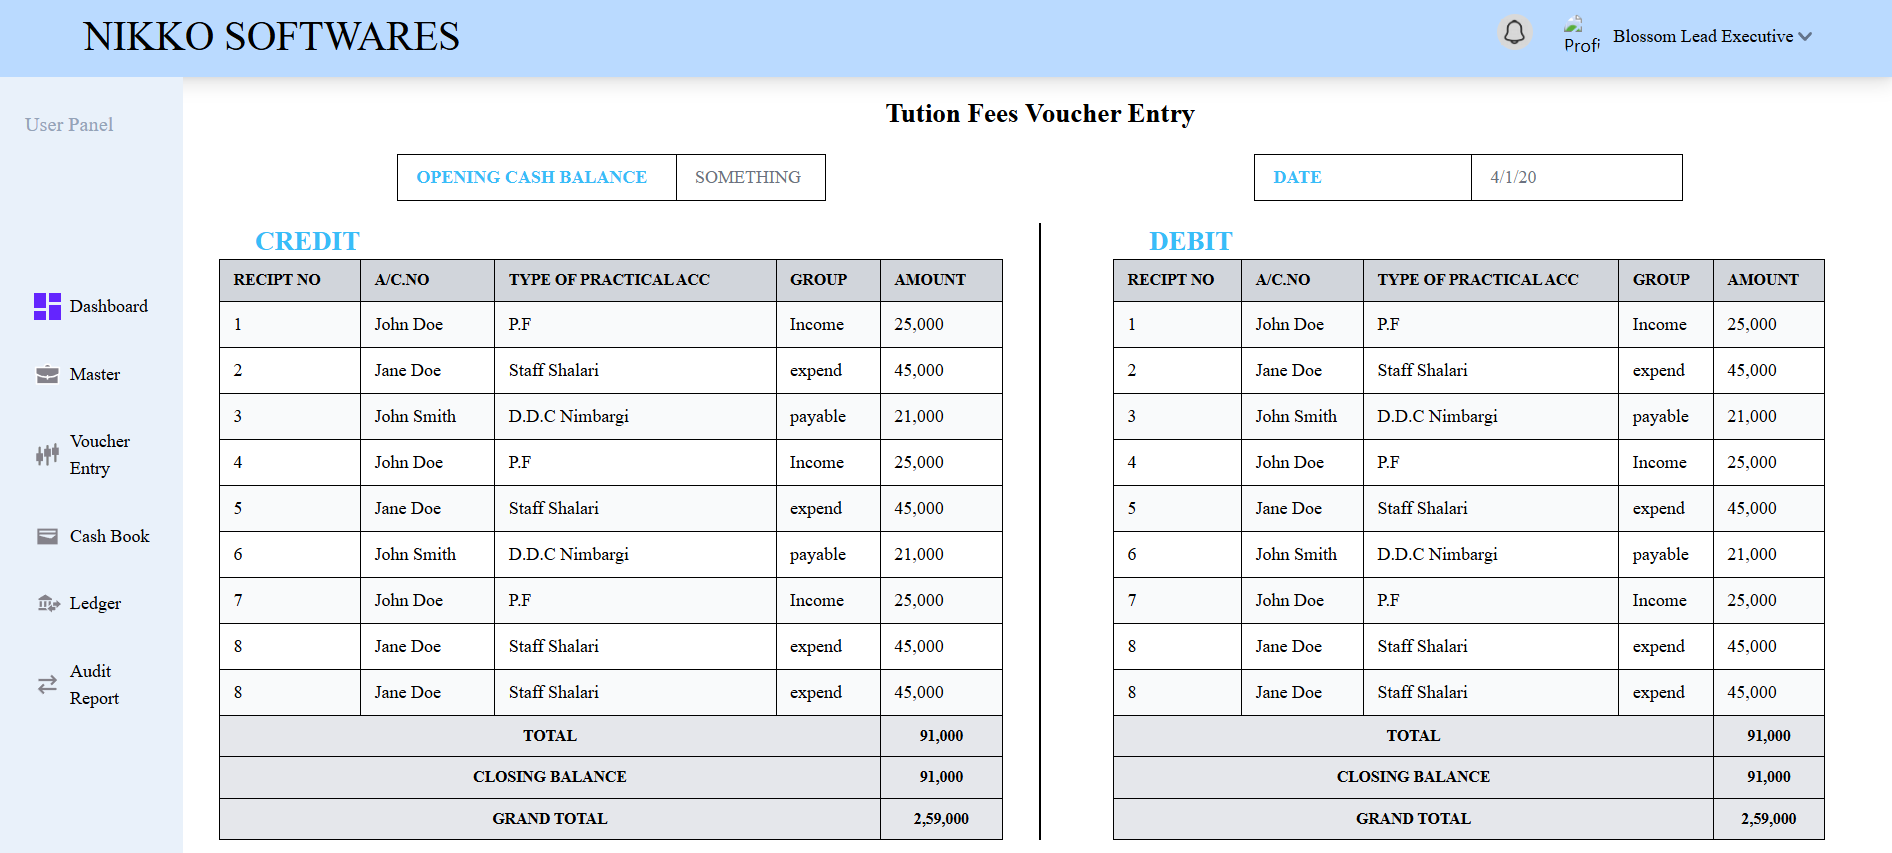 NIKKO SOFTWARES
Profi
Blossom Lead Executive
User Panel
Dashboard
Master
Voucher
Entry
Cash Book
Ledger
Audit
Report
Tution Fees Voucher Entry
OPENING CASH BALANCE SOMETHING
DATE 4/1/20
CREDIT
RECIPT NO A/C.NO TYPE OF PRACTICAL ACC GROUP AMOUNT
1 John Doe P.F Income 25,000
2 Jane Doe Staff Shalari expend 45,000
3 John Smith D.D.C Nimbargi payable 21,000
4 John Doe P.F Income 25,000
5 Jane Doe Staff Shalari expend 45,000
6 John Smith D.D.C Nimbargi payable 21,000
7 John Doe P.F Income 25,000
8 Jane Doe Staff Shalari expend 45,000
8 Jane Doe Staff Shalari expend 45,000
TOTAL 91,000
CLOSING BALANCE 91,000
GRAND TOTAL 2,59,000
DEBIT
RECIPT NO A/C.NO TYPE OF PRACTICAL ACC GROUP AMOUNT
1 John Doe P.F Income 25,000
2 Jane Doe Staff Shalari expend 45,000
3 John Smith D.D.C Nimbargi payable 21,000
4 John Doe P.F Income 25,000
5 Jane Doe Staff Shalari expend 45,000
6 John Smith D.D.C Nimbargi payable 21,000
7 John Doe P.F Income 25,000
8 Jane Doe Staff Shalari expend 45,000
8 Jane Doe Staff Shalari expend 45,000
TOTAL 91,000
CLOSING BALANCE 91,000
GRAND TOTAL 2,59,000